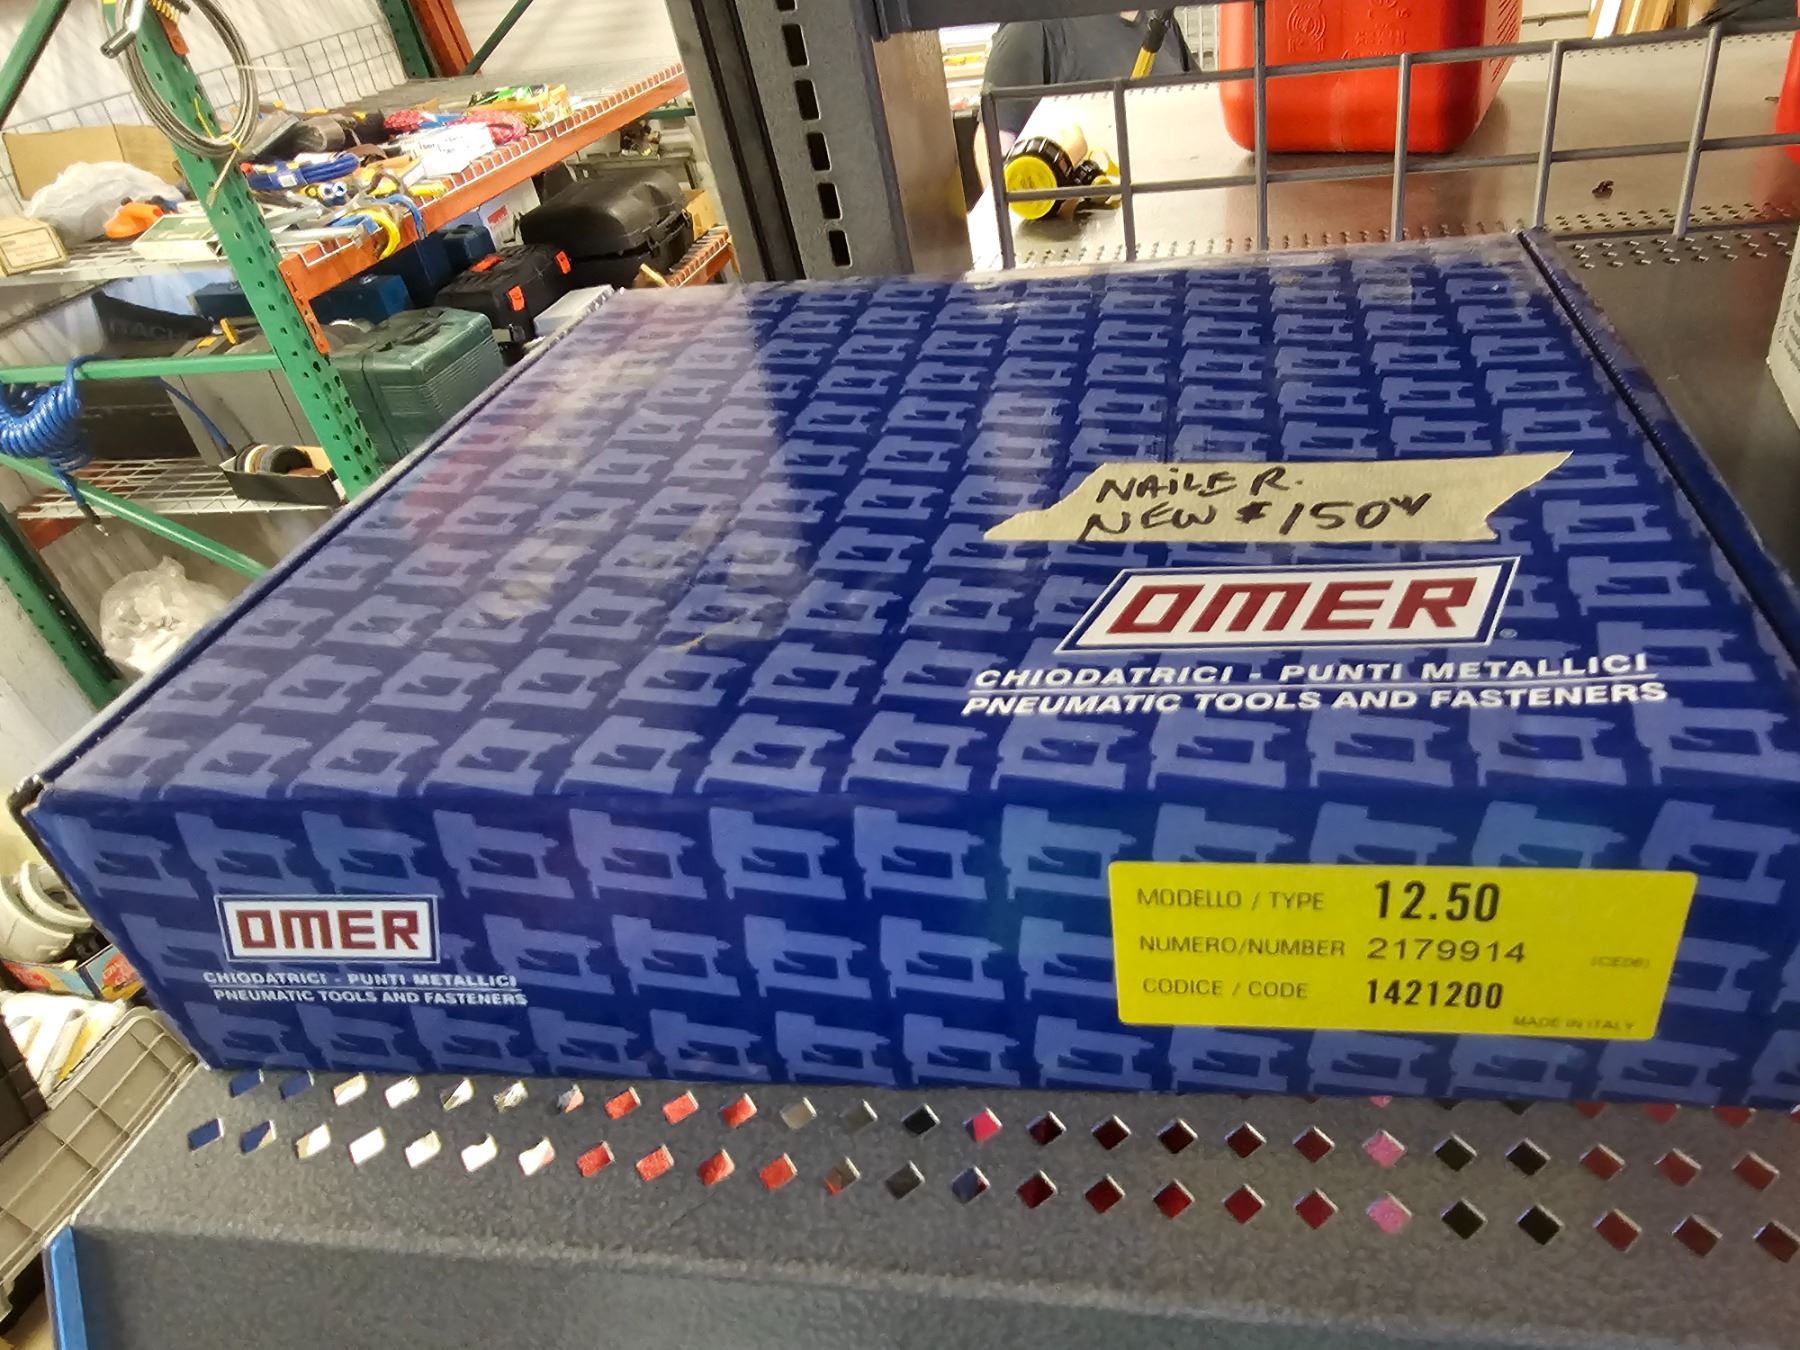 NAILER.
NEW $150
OMER®
CHIODATRICI - PUNTI METALLICI
PNEUMATIC TOOLS AND FASTENERS
OMER
CHIODATRICI - PUNTI METALLICI
PNEUMATIC TOOLS AND FASTENERS
MODELLO / TYPE 12.50
NUMERO/NUMBER 2179914 (CE06)
CODICE / CODE 1421200
MADE IN ITALY